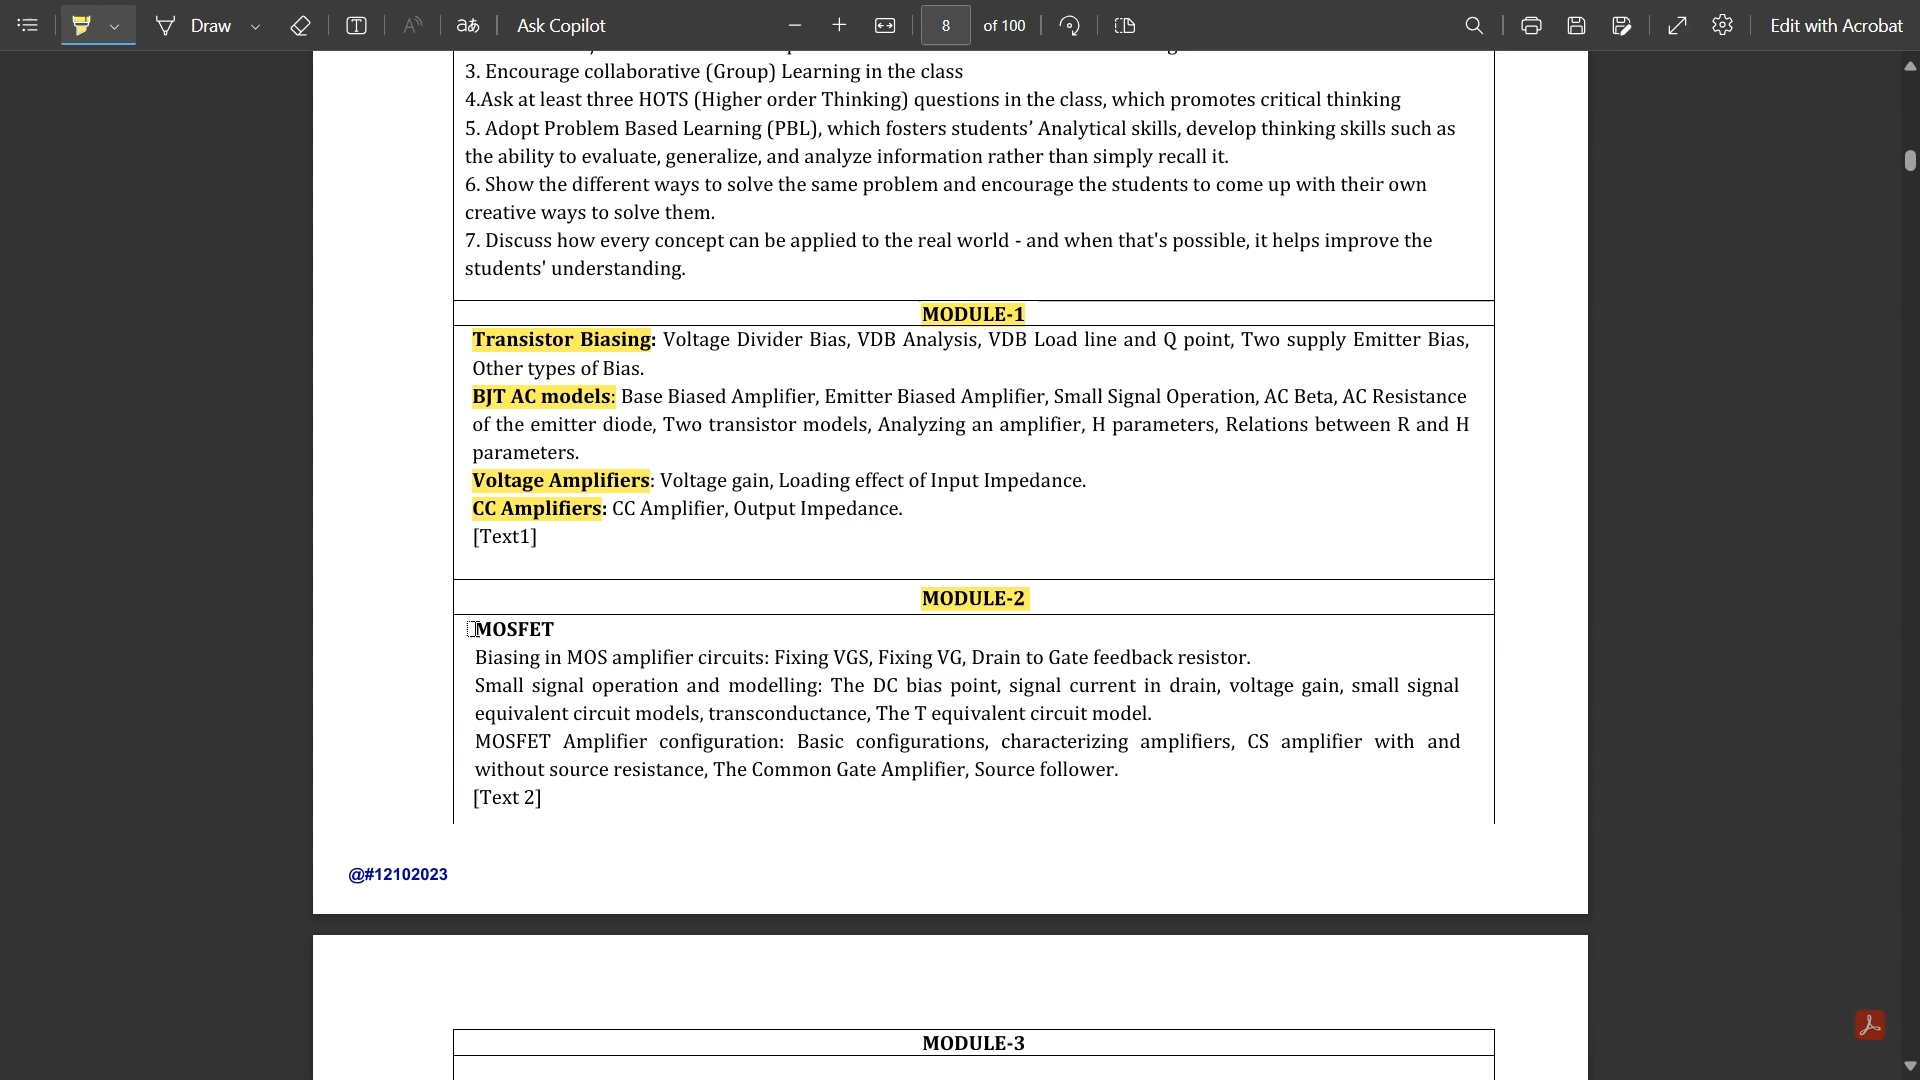 Draw
aあ
Ask Copilot
8 of 100
Edit with Acrobat
3. Encourage collaborative (Group) Learning in the class
4.Ask at least three HOTS (Higher order Thinking) questions in the class, which promotes critical thinking
5. Adopt Problem Based Learning (PBL), which fosters students’ Analytical skills, develop thinking skills such as
the ability to evaluate, generalize, and analyze information rather than simply recall it.
6. Show the different ways to solve the same problem and encourage the students to come up with their own
creative ways to solve them.
7. Discuss how every concept can be applied to the real world - and when that's possible, it helps improve the
students' understanding.
MODULE-1
Transistor Biasing: Voltage Divider Bias, VDB Analysis, VDB Load line and Q point, Two supply Emitter Bias,
Other types of Bias.
BJT AC models: Base Biased Amplifier, Emitter Biased Amplifier, Small Signal Operation, AC Beta, AC Resistance
of the emitter diode, Two transistor models, Analyzing an amplifier, H parameters, Relations between R and H
parameters.
Voltage Amplifiers: Voltage gain, Loading effect of Input Impedance.
CC Amplifiers: CC Amplifier, Output Impedance.
[Text1]
MODULE-2
MOSFET
Biasing in MOS amplifier circuits: Fixing VGS, Fixing VG, Drain to Gate feedback resistor.
Small signal operation and modelling: The DC bias point, signal current in drain, voltage gain, small signal
equivalent circuit models, transconductance, The T equivalent circuit model.
MOSFET Amplifier configuration: Basic configurations, characterizing amplifiers, CS amplifier with and
without source resistance, The Common Gate Amplifier, Source follower.
[Text 2]
@#12102023
MODULE-3